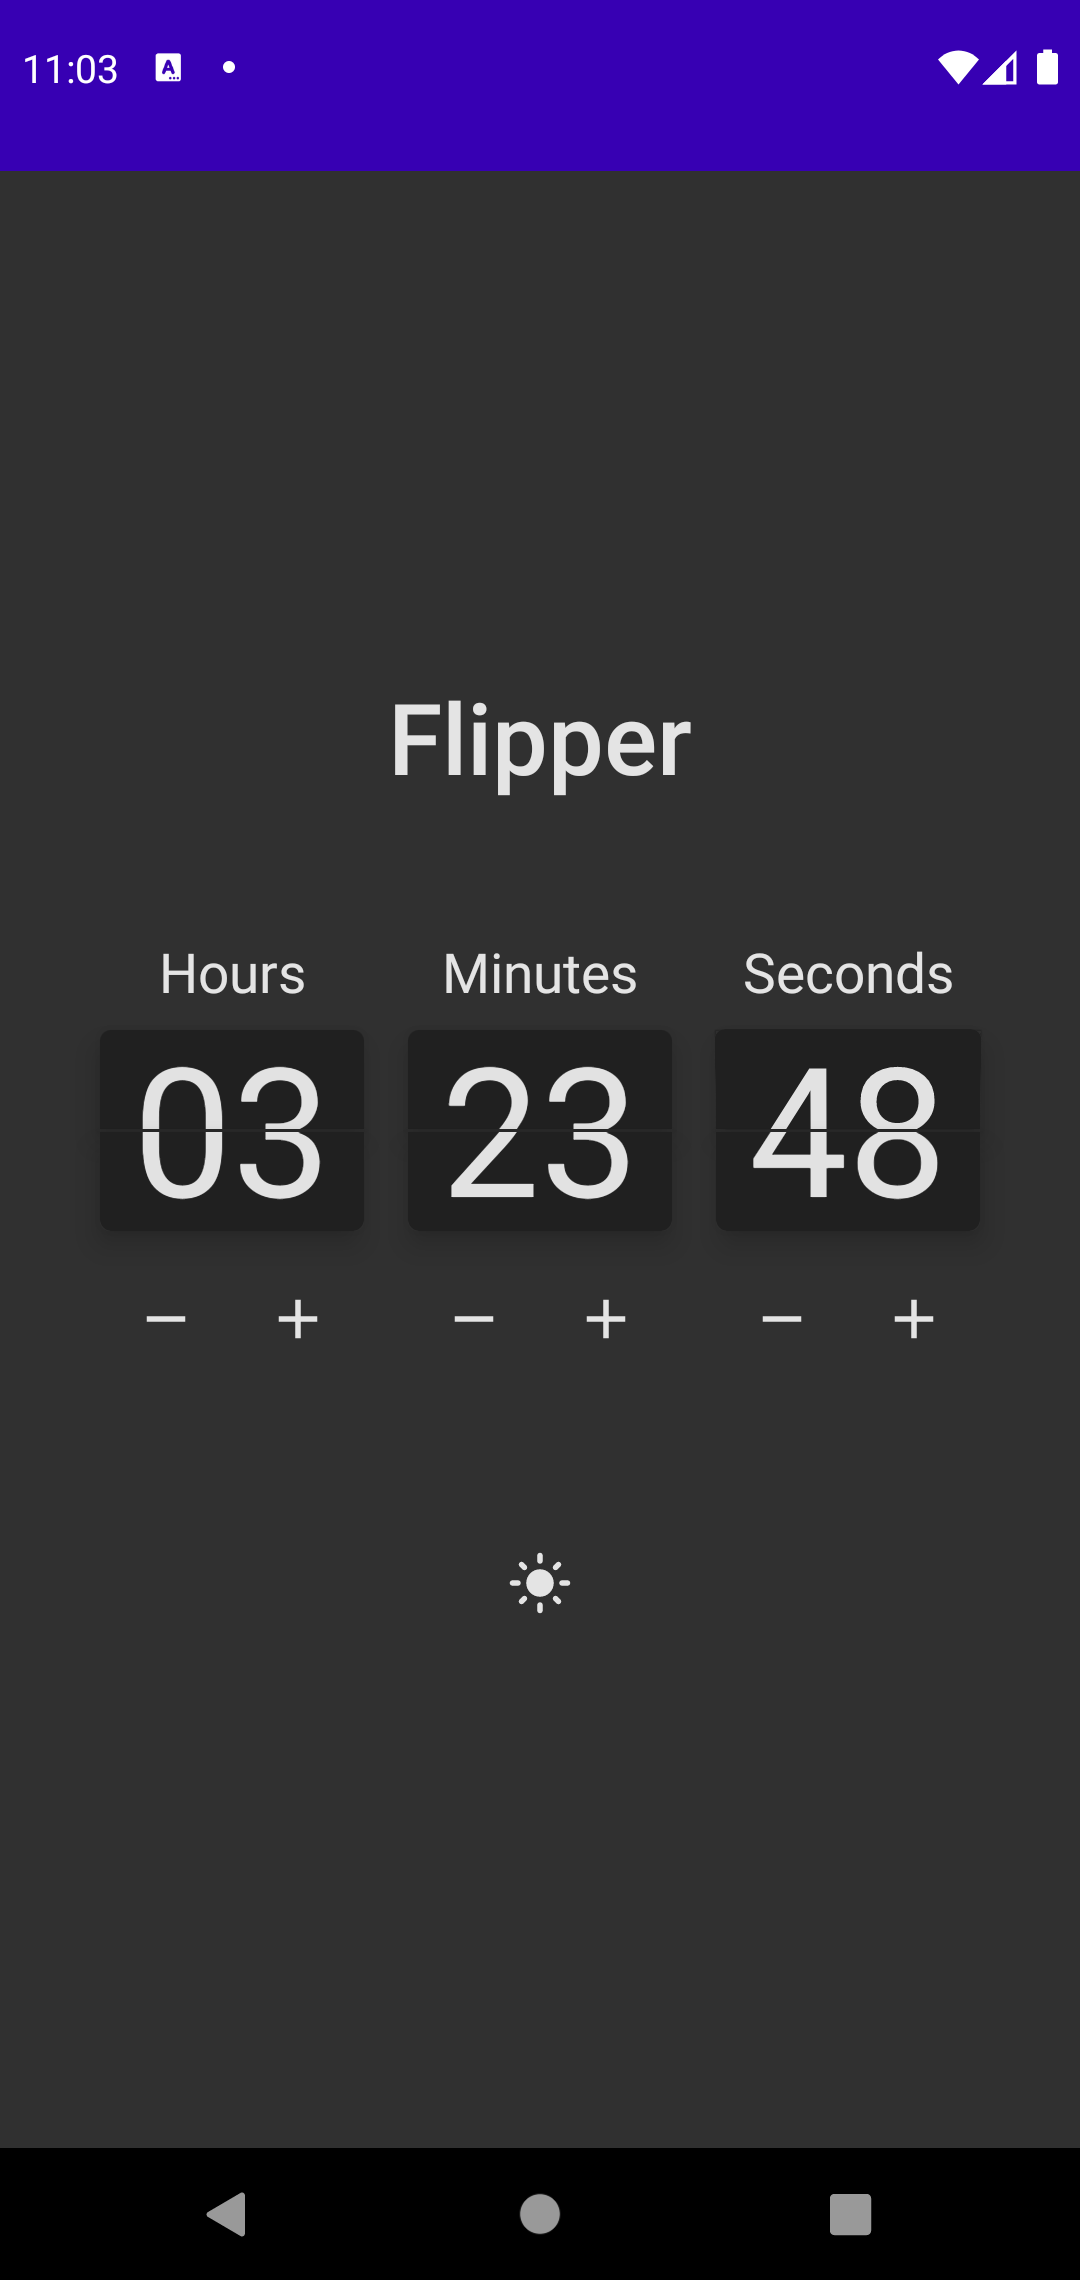 11:03
Flipper
Hours Minutes Seconds
03 23 48
− + − + − +